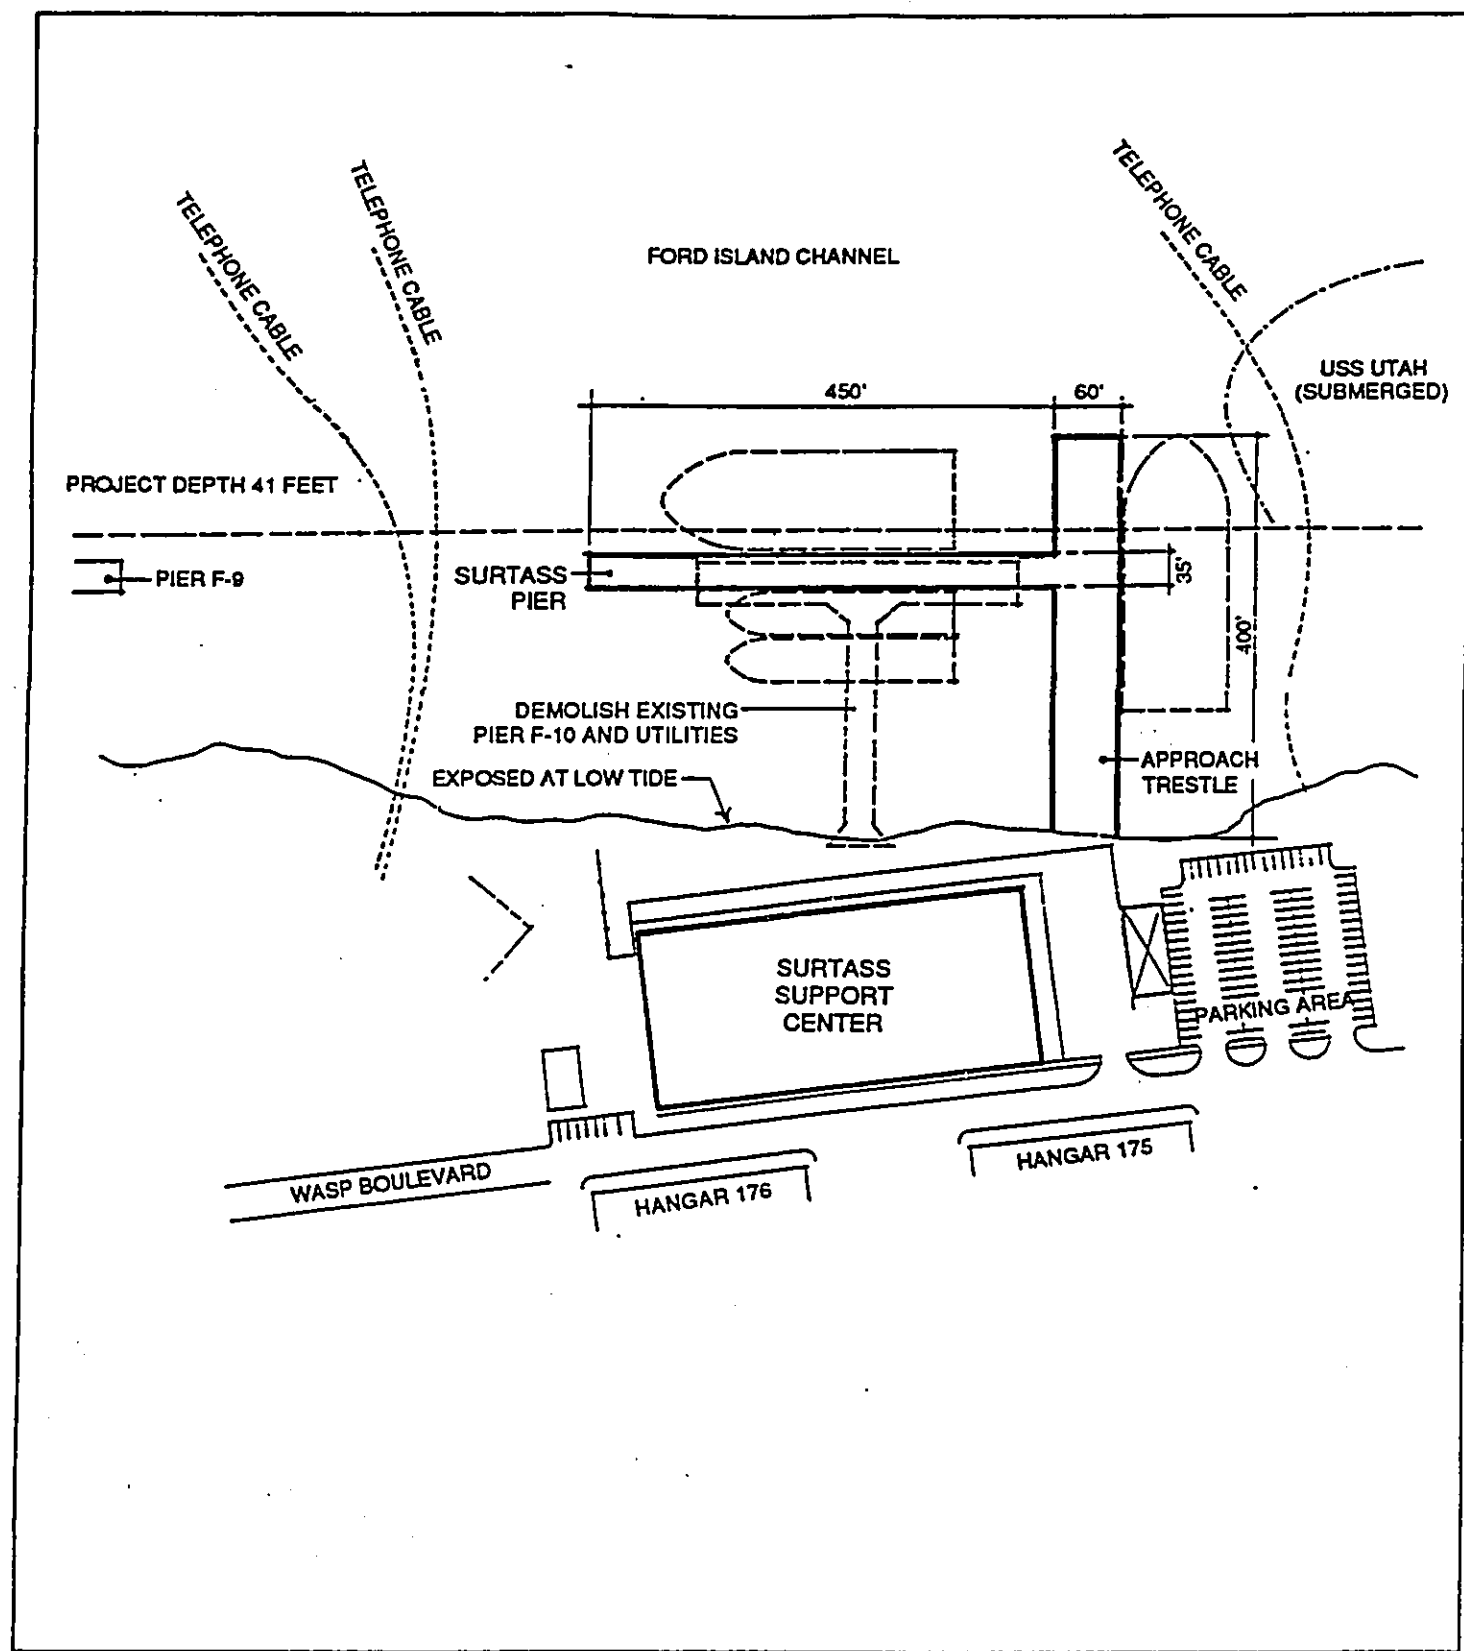 TELEPHONE CABLE
TELEPHONE CABLE
TELEPHONE CABLE
FORD ISLAND CHANNEL
USS UTAH
(SUBMERGED)
450'
60'
PROJECT DEPTH 41 FEET
PIER F-9
SURTASS
PIER
35'
400'
DEMOLISH EXISTING
PIER F-10 AND UTILITIES
EXPOSED AT LOW TIDE
APPROACH
TRESTLE
SURTASS
SUPPORT
CENTER
PARKING AREA
WASP BOULEVARD
HANGAR 176
HANGAR 175